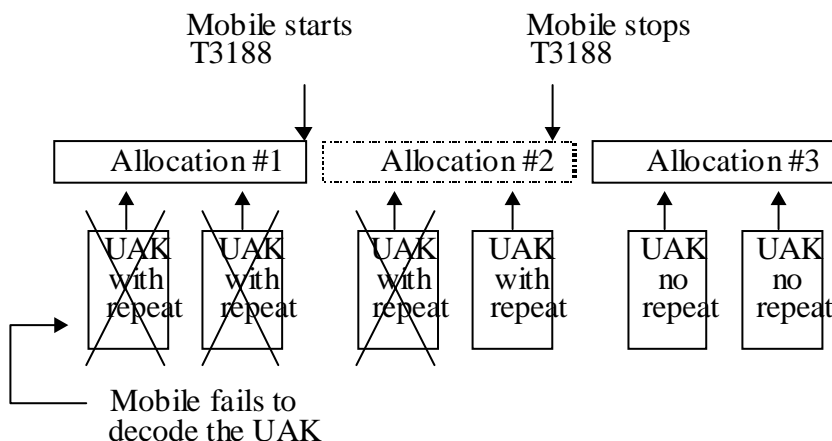 Mobile starts
T3188
Mobile stops
T3188
Allocation #1
Allocation #2
Allocation #3
UAK
with
repeat
UAK
with
repeat
UAK
with
repeat
UAK
with
repeat
UAK
no
repeat
UAK
no
repeat
Mobile fails to
decode the UAK